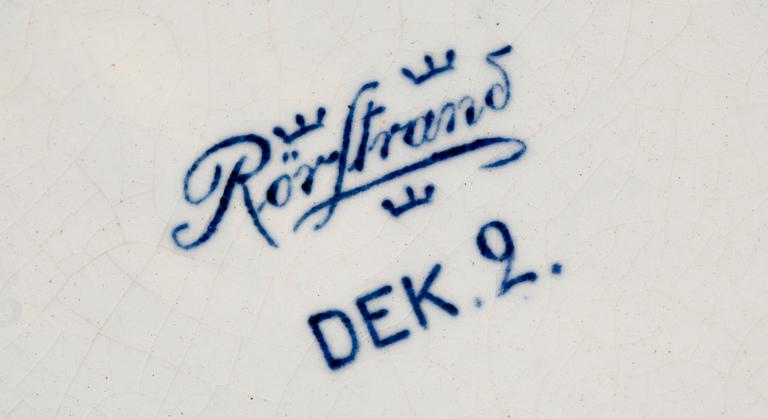 Rörstrand
DEK. 2.